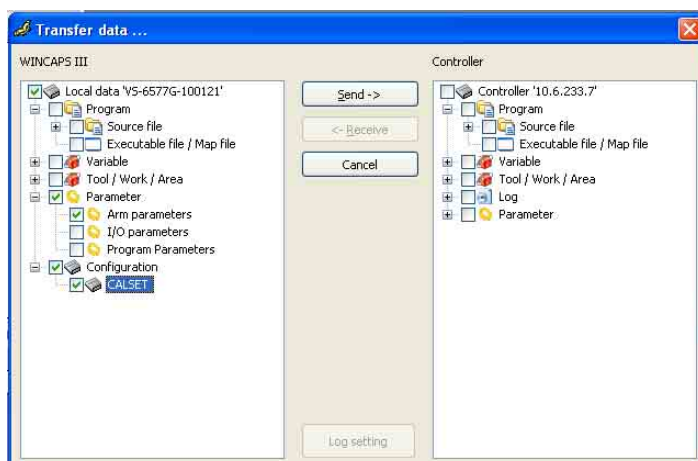 Transfer data ...
WINCAPS III
Local data 'VS-6577G-100121'
Program
Source file
Executable file / Map file
Variable
Tool / Work / Area
Parameter
Arm parameters
I/O parameters
Program Parameters
Configuration
CALSET
Send ->
<- Receive
Cancel
Log setting
Controller
Controller '10.6.233.7'
Program
Source file
Executable file / Map file
Variable
Tool / Work / Area
Log
Parameter